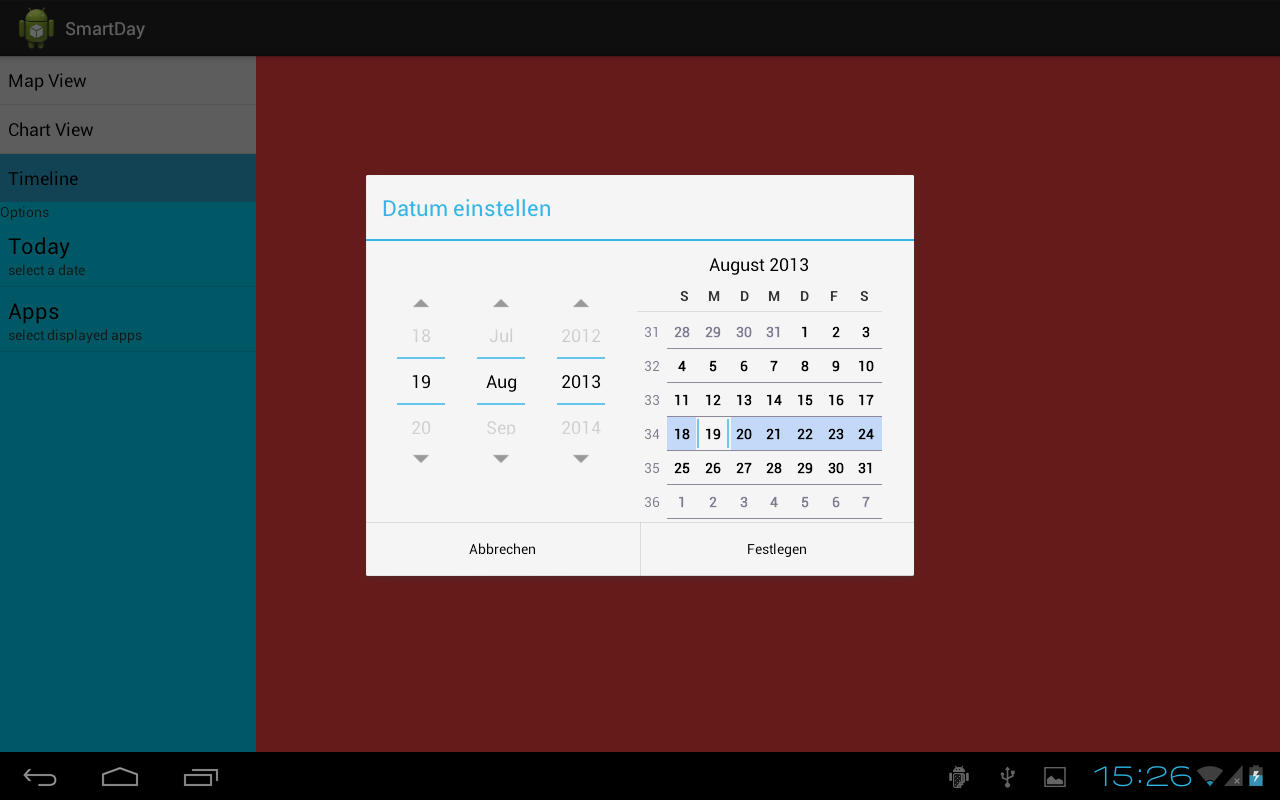 SmartDay
Map View
Chart View
Timeline
Options
Today
select a date
Apps
select displayed apps
Datum einstellen
18 Jul 2012
19 Aug 2013
20 Sep 2014
August 2013
S M D M D F S
31 28 29 30 31 1 2 3
32 4 5 6 7 8 9 10
33 11 12 13 14 15 16 17
34 18 19 20 21 22 23 24
35 25 26 27 28 29 30 31
36 1 2 3 4 5 6 7
Abbrechen Festlegen
15:26